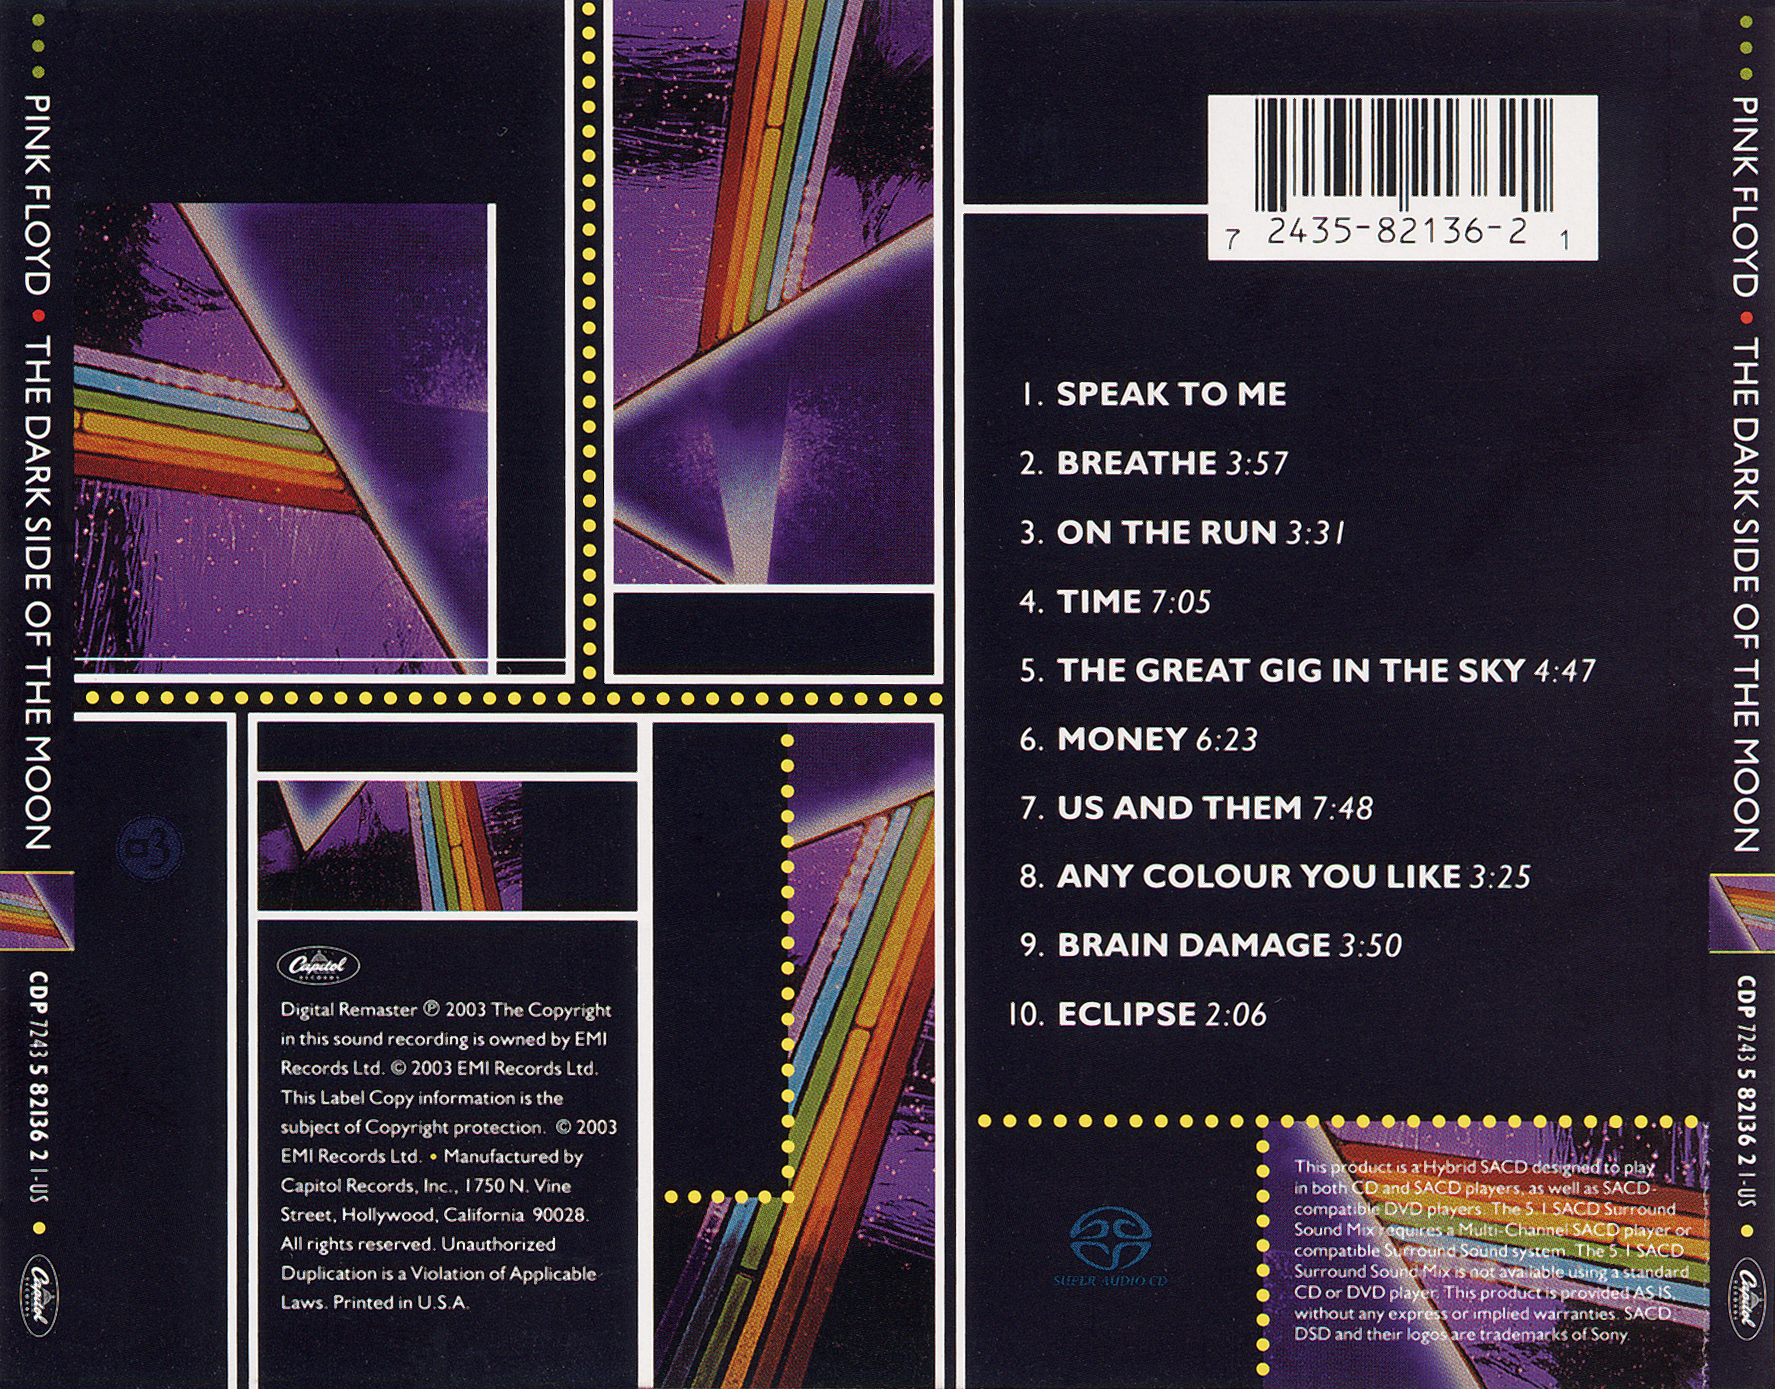 PINK FLOYD • THE DARK SIDE OF THE MOON
CDP 7243 5 82136 2 1-US
Capitol
7 2435-82136-2 1
1. SPEAK TO ME
2. BREATHE 3:57
3. ON THE RUN 3:31
4. TIME 7:05
5. THE GREAT GIG IN THE SKY 4:47
6. MONEY 6:23
7. US AND THEM 7:48
8. ANY COLOUR YOU LIKE 3:25
9. BRAIN DAMAGE 3:50
10. ECLIPSE 2:06
Capitol
RECORDS
Digital Remaster ℗ 2003 The Copyright
in this sound recording is owned by EMI
Records Ltd. © 2003 EMI Records Ltd.
This Label Copy information is the
subject of Copyright protection. © 2003
EMI Records Ltd. • Manufactured by
Capitol Records, Inc., 1750 N. Vine
Street, Hollywood, California 90028.
All rights reserved. Unauthorized
Duplication is a Violation of Applicable
Laws. Printed in U.S.A.
SUPER AUDIO CD
This product is a Hybrid SACD designed to play
in both CD and SACD players, as well as SACD-
compatible DVD players. The 5.1 SACD Surround
Sound Mix requires a Multi-Channel SACD player or
compatible Surround Sound system. The 5.1 SACD
Surround Sound Mix is not available using a standard
CD or DVD player. This product is provided AS IS,
without any express or implied warranties. SACD,
DSD and their logos are trademarks of Sony.
PINK FLOYD • THE DARK SIDE OF THE MOON
CDP 7243 5 82136 2 1-US
Capitol